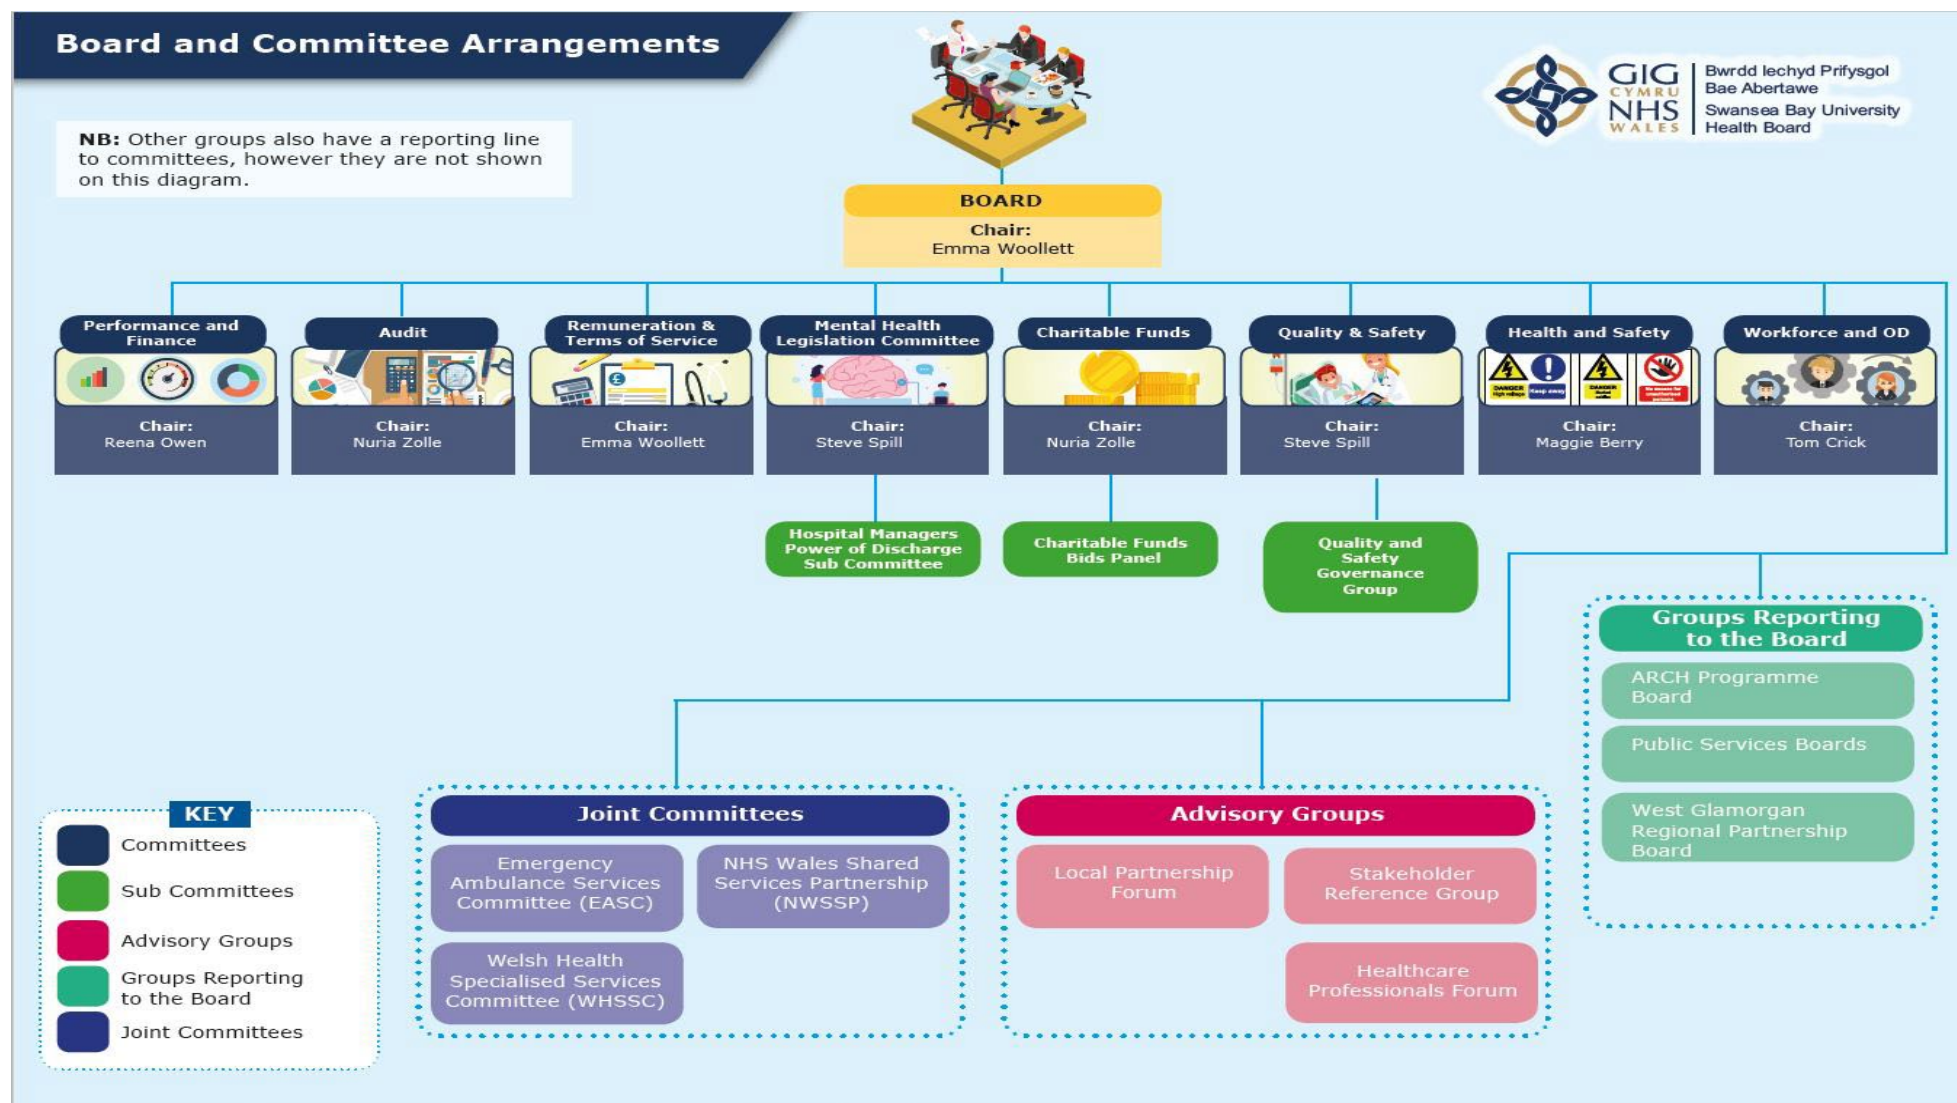 Board and Committee Arrangements
GIG
CYMRU
NHS
WALES
Bwrdd Iechyd Prifysgol
Bae Abertawe
Swansea Bay University
Health Board
NB: Other groups also have a reporting line
to committees, however they are not shown
on this diagram.
BOARD
Chair:
Emma Woollett
Performance and
Finance
Chair:
Reena Owen
Audit
Chair:
Nuria Zolle
Remuneration &
Terms of Service
£
Chair:
Emma Woollett
Mental Health
Legislation Committee
Chair:
Steve Spill
Charitable Funds
Chair:
Nuria Zolle
Quality & Safety
Chair:
Steve Spill
Health and Safety
DANGER
High voltage
Keep away
DANGER
Chair:
Maggie Berry
Workforce and OD
Chair:
Tom Crick
Hospital Managers
Power of Discharge
Sub Committee
Charitable Funds
Bids Panel
Quality and
Safety
Governance
Group
Groups Reporting
to the Board
ARCH Programme
Board
Public Services Boards
West Glamorgan
Regional Partnership
Board
Joint Committees
Emergency
Ambulance Services
Committee (EASC)
NHS Wales Shared
Services Partnership
(NWSSP)
Welsh Health
Specialised Services
Committee (WHSSC)
Advisory Groups
Local Partnership
Forum
Stakeholder
Reference Group
Healthcare
Professionals Forum
KEY
Committees
Sub Committees
Advisory Groups
Groups Reporting
to the Board
Joint Committees